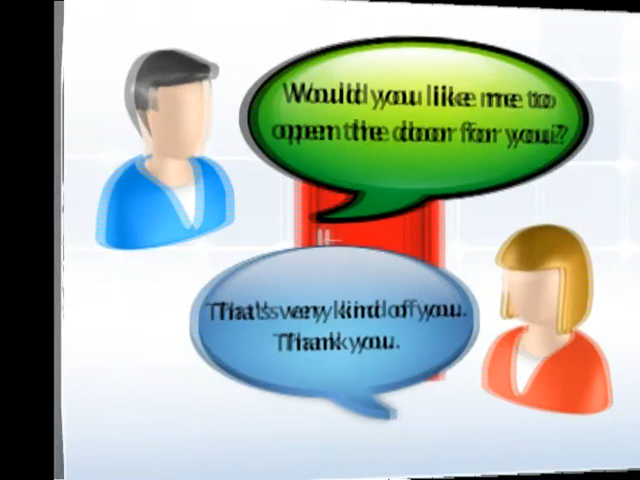 Would you like me to
open the door for you?
That's very kind of you.
Thank you.